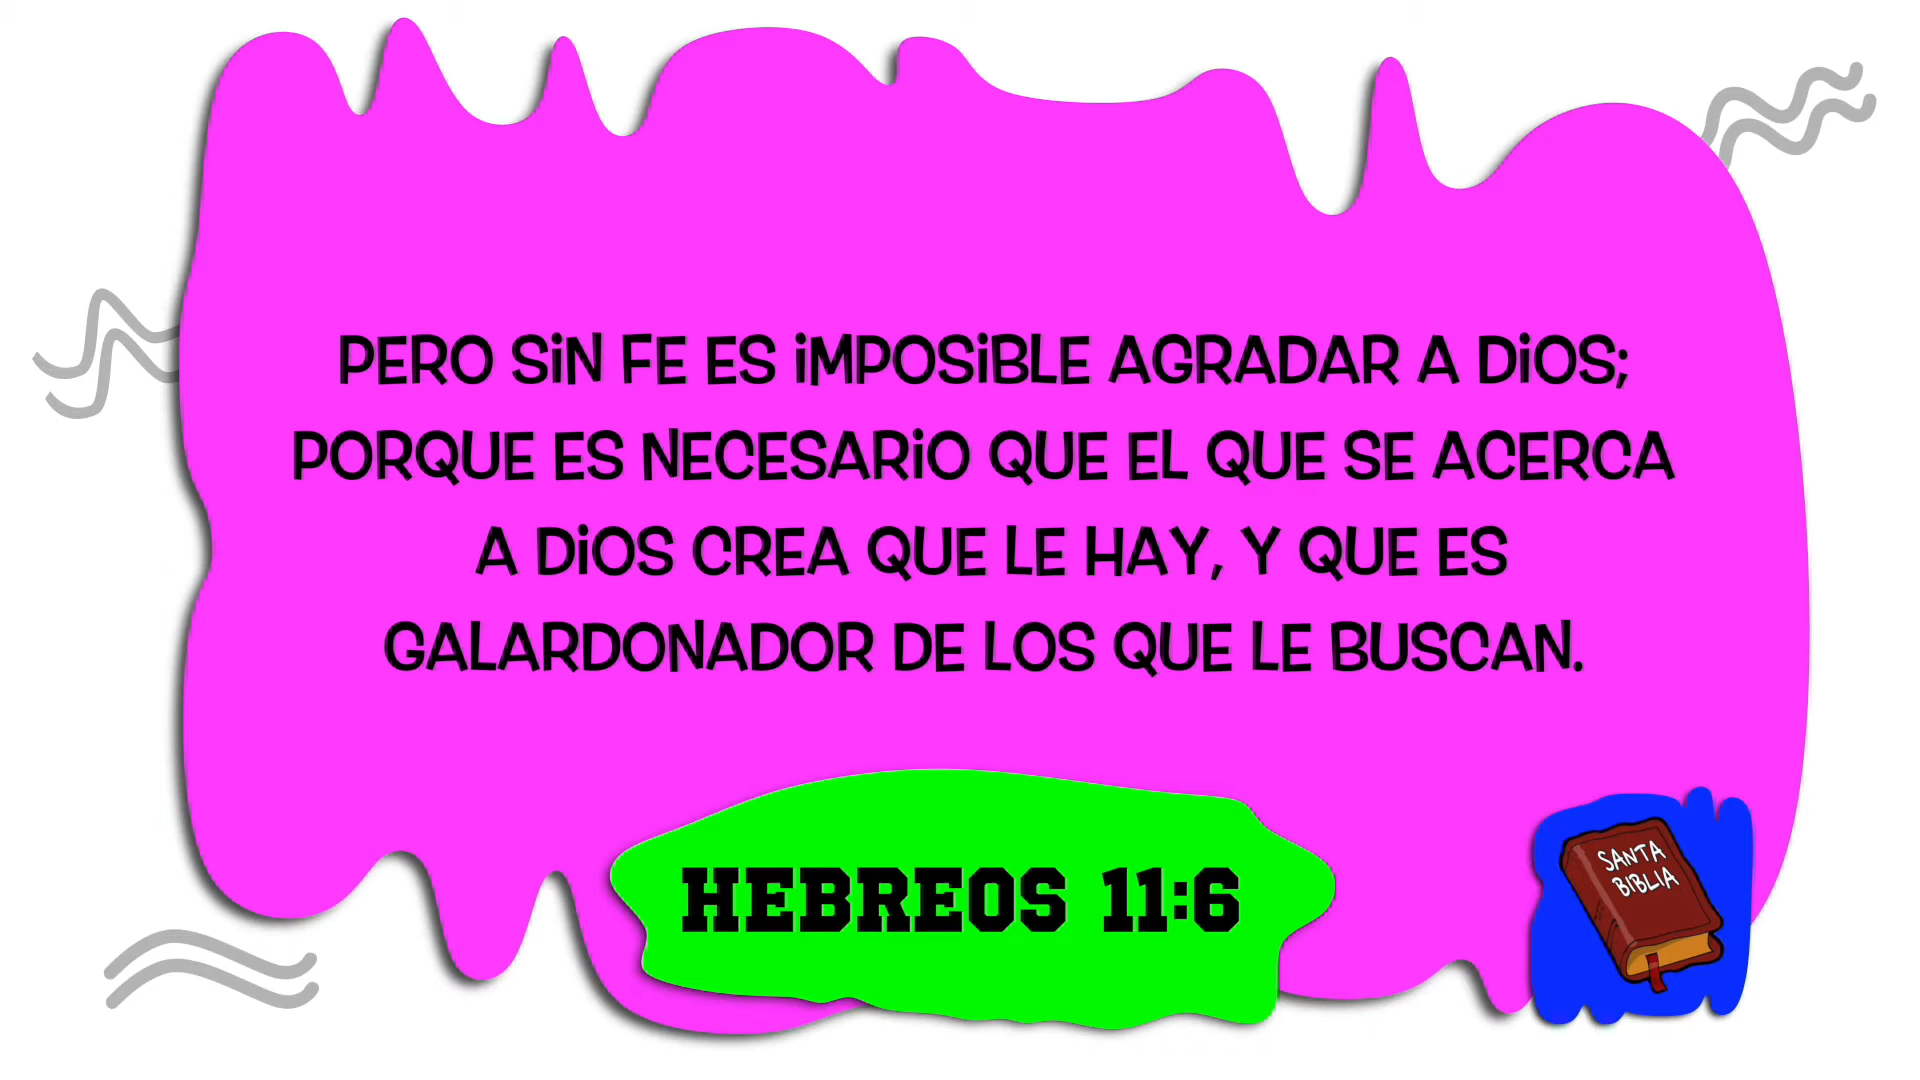 PERO SiN FE ES iMPOSiBLE AGRADAR A DiOS;
PORQUE ES NECESARiO QUE EL QUE SE ACERCA
A DiOS CREA QUE LE HAY, Y QUE ES
GALARDONADOR DE LOS QUE LE BUSCAN.
HEBREOS 11:6
SANTA
BIBLIA